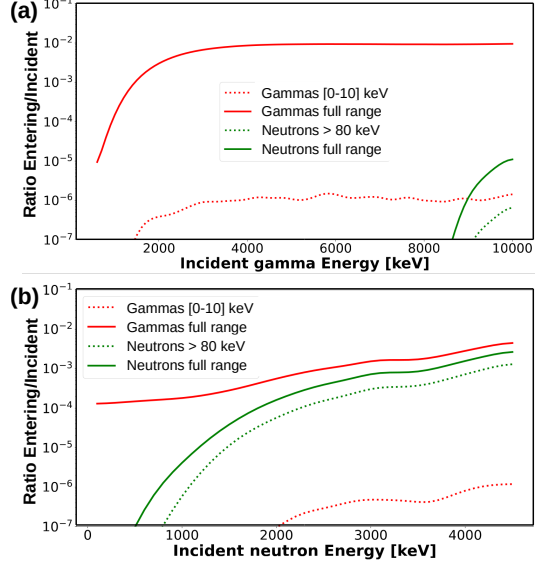 (a)
Ratio Entering/Incident
10⁻¹
10⁻²
10⁻³
10⁻⁴
10⁻⁵
10⁻⁶
10⁻⁷
Gammas [0-10] keV
Gammas full range
Neutrons > 80 keV
Neutrons full range
2000 4000 6000 8000 10000
Incident gamma Energy [keV]
(b)
Ratio Entering/Incident
10⁻¹
10⁻²
10⁻³
10⁻⁴
10⁻⁵
10⁻⁶
10⁻⁷
Gammas [0-10] keV
Gammas full range
Neutrons > 80 keV
Neutrons full range
0 1000 2000 3000 4000
Incident neutron Energy [keV]